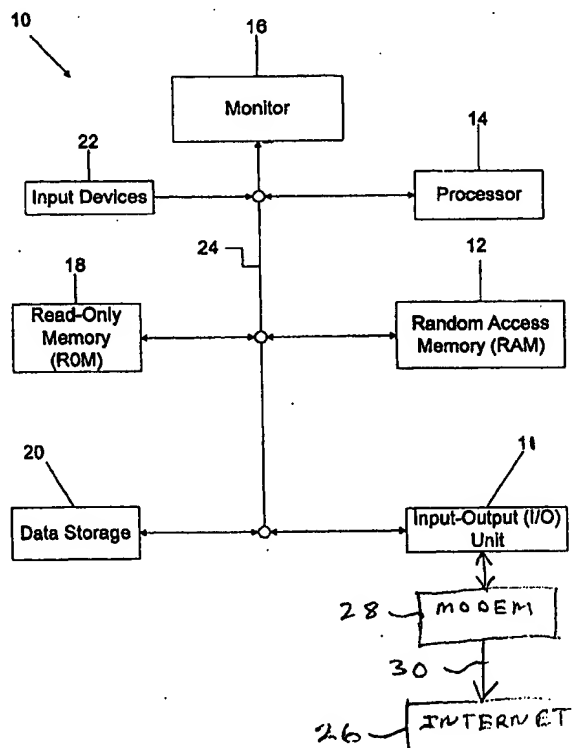 10
16
Monitor
22
Input Devices
14
Processor
24
18
Read-Only
Memory
(R0M)
12
Random Access
Memory (RAM)
20
Data Storage
11
Input-Output (I/O)
Unit
28
MODEM
30
26
INTERNET